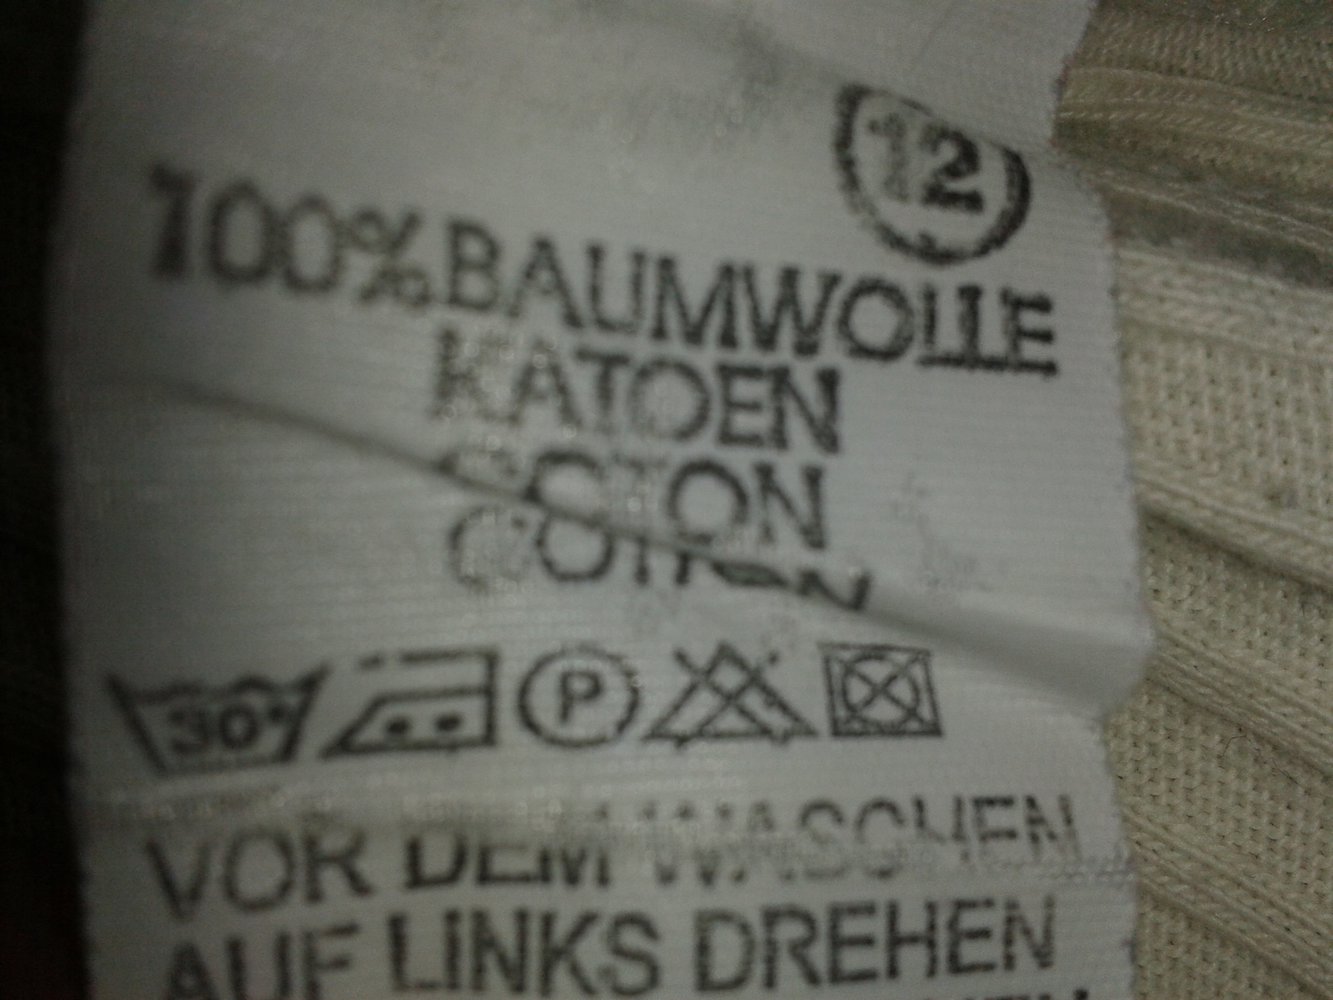 12
100% BAUMWOLLE
KATOEN
COTON
COTTON
30°
P
VOR DEM WASCHEN
AUF LINKS DREHEN